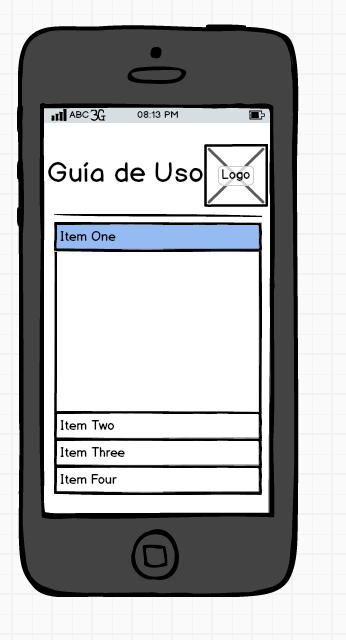 ABC 3G 08:13 PM
Guía de Uso
Logo
Item One
Item Two
Item Three
Item Four